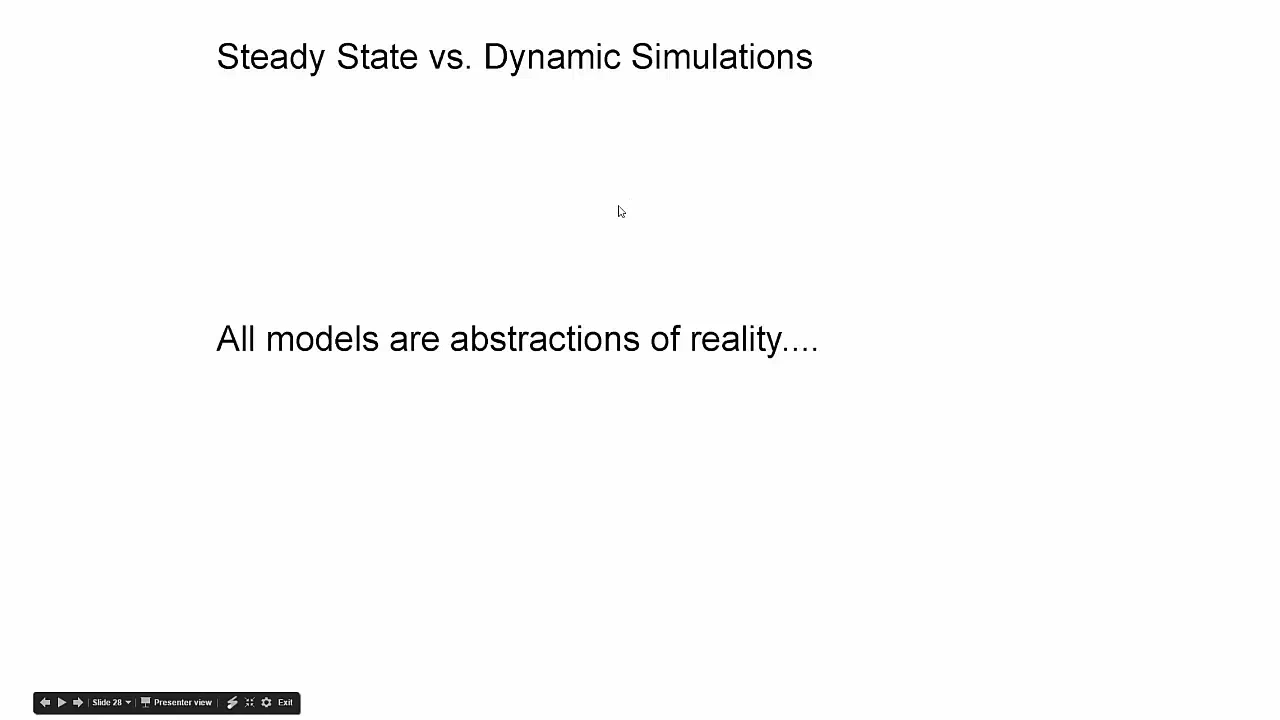 Steady State vs. Dynamic Simulations
All models are abstractions of reality....
Slide 28 Presenter view Exit